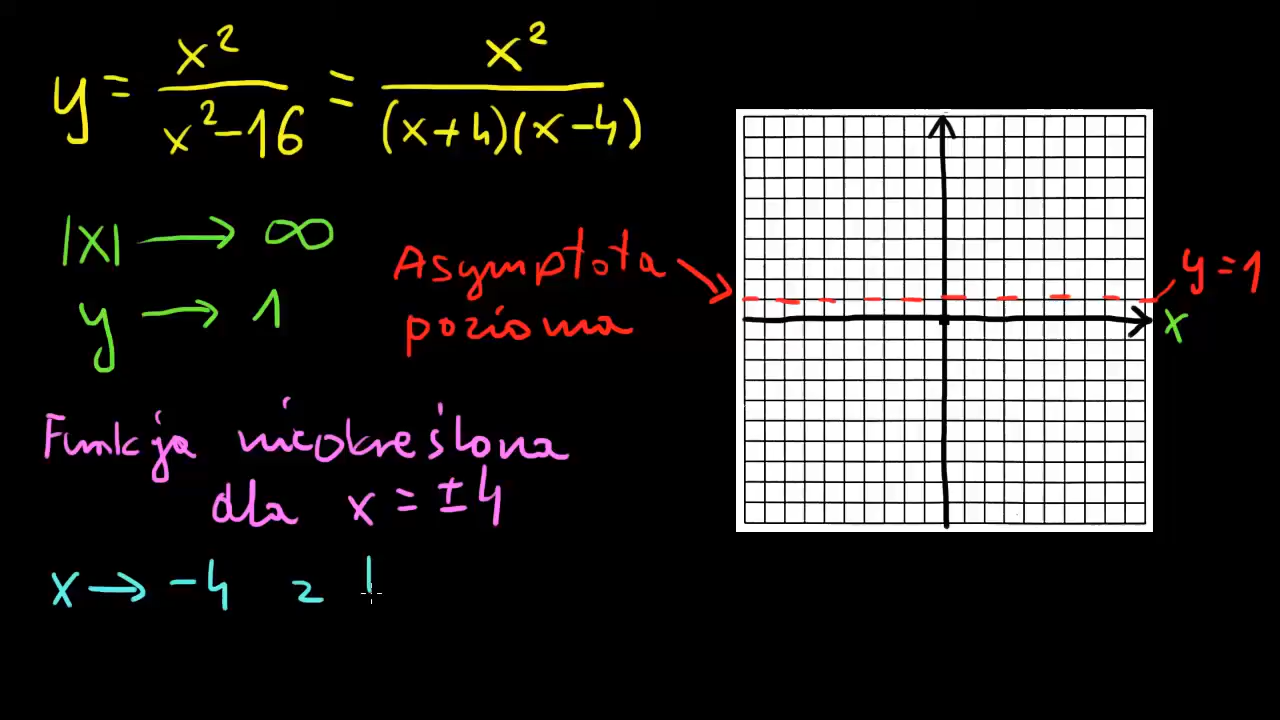 y = x²/(x²-16) = x²/((x+4)(x-4))
|x| → ∞
y → 1
Asymptota
pozioma
y=1
x
Funkcja nieokreślona
dla x = ±4
x → -4 z l